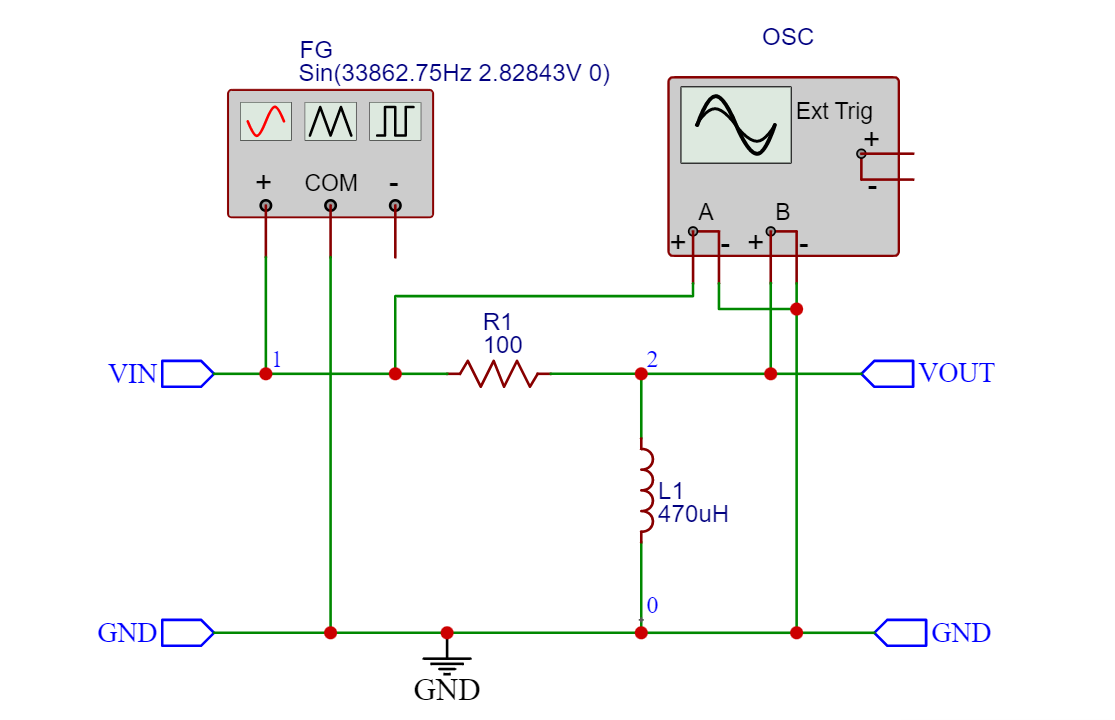 OSC
FG
Sin(33862.75Hz 2.82843V 0)
Ext Trig
+
-
+ COM -
A B
+ - + -
R1
100
VIN 1 2 VOUT
L1
470uH
0
GND GND
GND